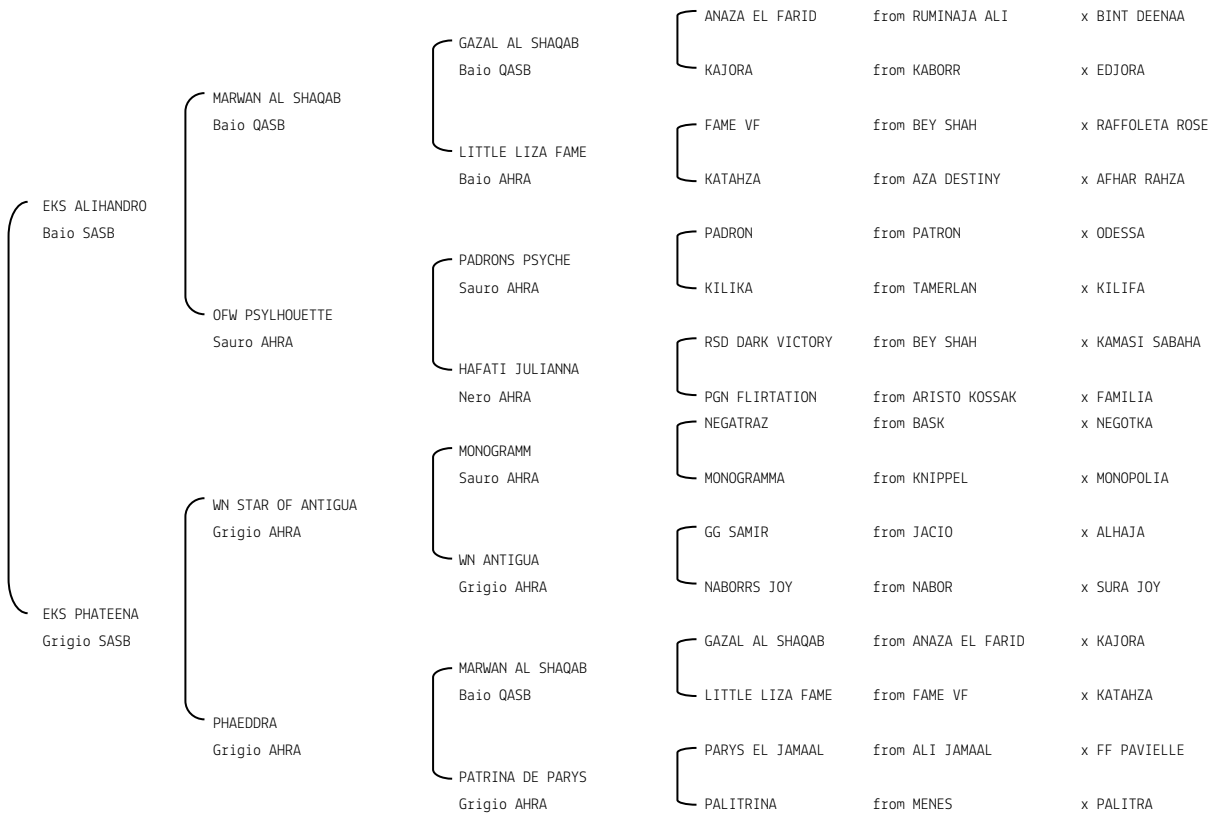 ANAZA EL FARID from RUMINAJA ALI x BINT DEENAA
GAZAL AL SHAQAB
Baio QASB
KAJORA from KABORR x EDJORA
MARWAN AL SHAQAB
Baio QASB
FAME VF from BEY SHAH x RAFFOLETA ROSE
LITTLE LIZA FAME
Baio AHRA
KATAHZA from AZA DESTINY x AFHAR RAHZA
EKS ALIHANDRO
Baio SASB
PADRON from PATRON x ODESSA
PADRONS PSYCHE
Sauro AHRA
KILIKA from TAMERLAN x KILIFA
OFW PSYLHOUETTE
Sauro AHRA
RSD DARK VICTORY from BEY SHAH x KAMASI SABAHA
HAFATI JULIANNA
Nero AHRA
PGN FLIRTATION from ARISTO KOSSAK x FAMILIA
NEGATRAZ from BASK x NEGOTKA
MONOGRAMM
Sauro AHRA
MONOGRAMMA from KNIPPEL x MONOPOLIA
WN STAR OF ANTIGUA
Grigio AHRA
GG SAMIR from JACIO x ALHAJA
WN ANTIGUA
Grigio AHRA
NABORRS JOY from NABOR x SURA JOY
EKS PHATEENA
Grigio SASB
GAZAL AL SHAQAB from ANAZA EL FARID x KAJORA
MARWAN AL SHAQAB
Baio QASB
LITTLE LIZA FAME from FAME VF x KATAHZA
PHAEDDRA
Grigio AHRA
PARYS EL JAMAAL from ALI JAMAAL x FF PAVIELLE
PATRINA DE PARYS
Grigio AHRA
PALITRINA from MENES x PALITRA